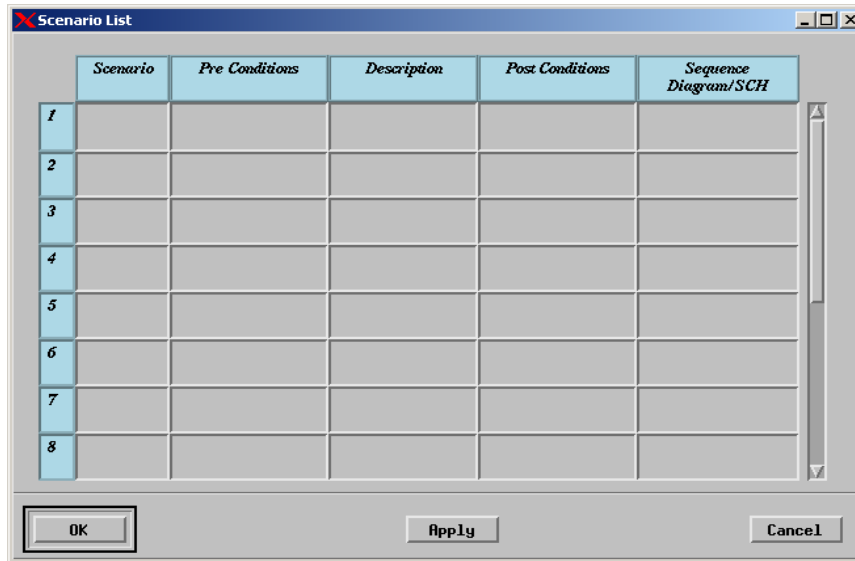 Scenario List
Scenario Pre Conditions Description Post Conditions Sequence
Diagram/SCH
1
2
3
4
5
6
7
8
OK Apply Cancel